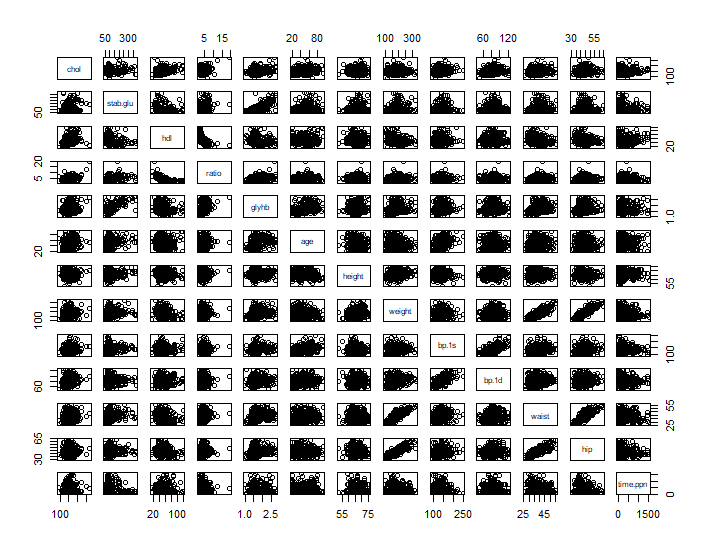 50 300 5 15 20 80 100 300 60 120 30 55
chol 100
50 stab.glu
hdl 20
20 5 ratio
glyhb 1.0
20 age
height 55
100 weight
bp.1s 100
60 bp.1d
waist 55 25
65 30 hip
time.ppn 0
100 20 100 1.0 2.5 55 75 100 250 25 45 0 1500